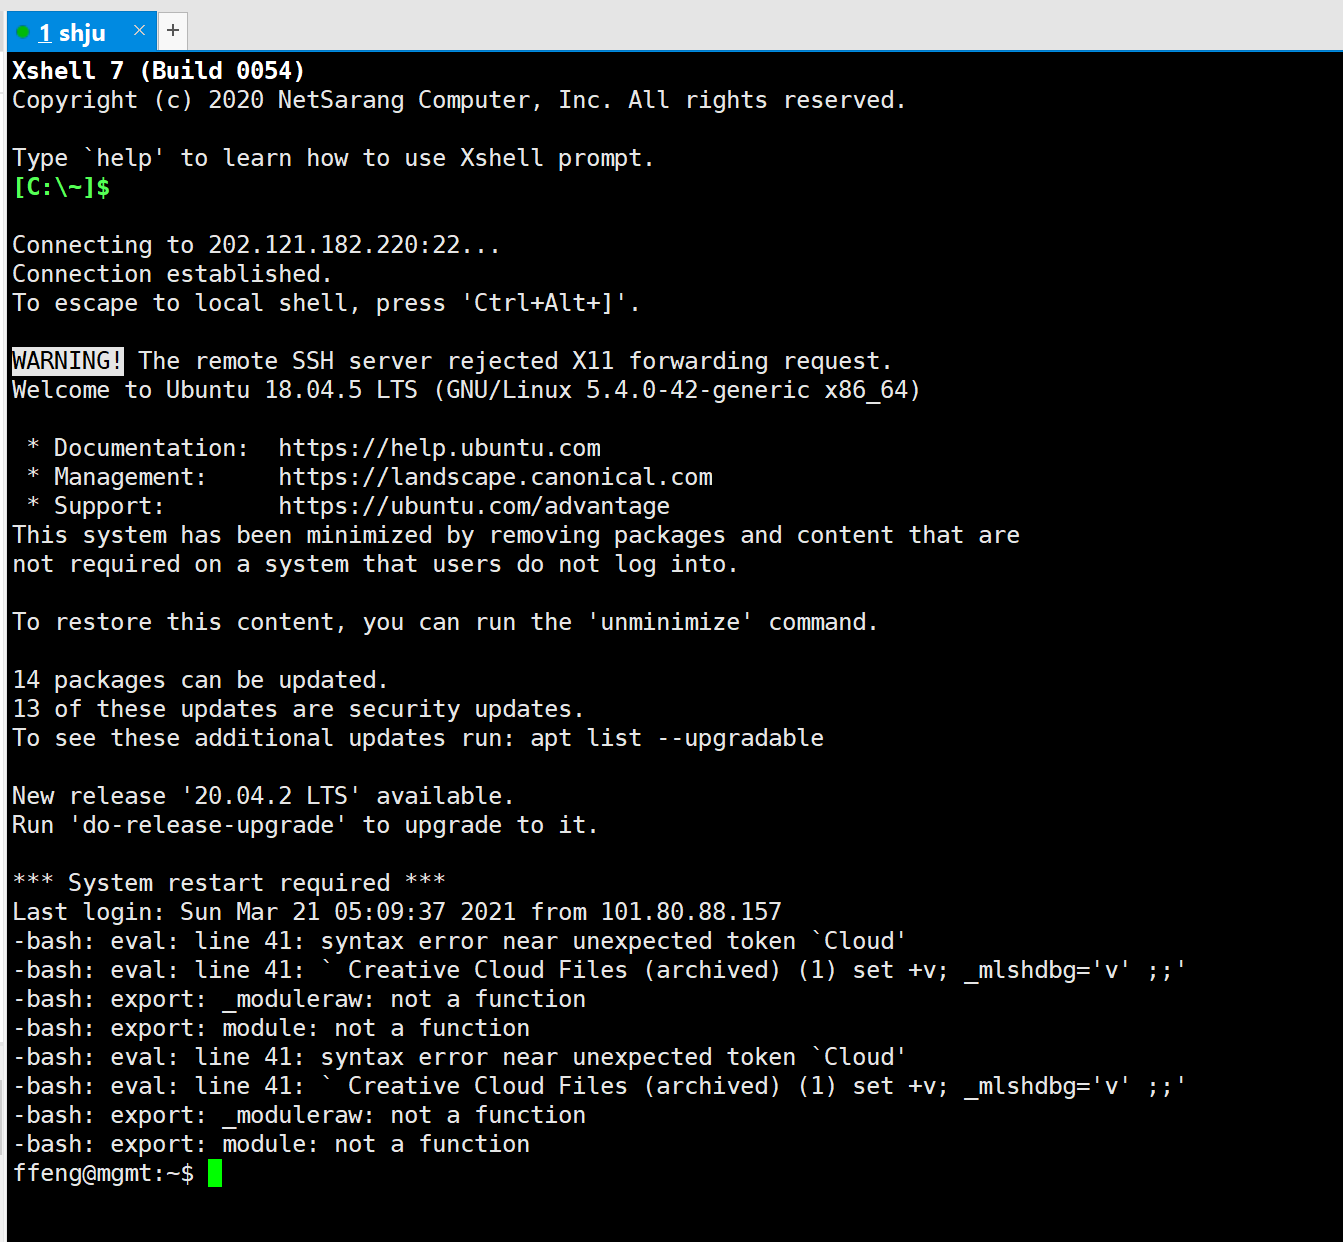 1 shju × +
Xshell 7 (Build 0054)
Copyright (c) 2020 NetSarang Computer, Inc. All rights reserved.
Type `help' to learn how to use Xshell prompt.
[C:\~]$
Connecting to 202.121.182.220:22...
Connection established.
To escape to local shell, press 'Ctrl+Alt+]'.
WARNING! The remote SSH server rejected X11 forwarding request.
Welcome to Ubuntu 18.04.5 LTS (GNU/Linux 5.4.0-42-generic x86_64)
 * Documentation:  https://help.ubuntu.com
 * Management:     https://landscape.canonical.com
 * Support:        https://ubuntu.com/advantage
This system has been minimized by removing packages and content that are
not required on a system that users do not log into.
To restore this content, you can run the 'unminimize' command.
14 packages can be updated.
13 of these updates are security updates.
To see these additional updates run: apt list --upgradable
New release '20.04.2 LTS' available.
Run 'do-release-upgrade' to upgrade to it.
*** System restart required ***
Last login: Sun Mar 21 05:09:37 2021 from 101.80.88.157
-bash: eval: line 41: syntax error near unexpected token `Cloud'
-bash: eval: line 41: ` Creative Cloud Files (archived) (1) set +v; _mlshdbg='v' ;;'
-bash: export: _moduleraw: not a function
-bash: export: module: not a function
-bash: eval: line 41: syntax error near unexpected token `Cloud'
-bash: eval: line 41: ` Creative Cloud Files (archived) (1) set +v; _mlshdbg='v' ;;'
-bash: export: _moduleraw: not a function
-bash: export: module: not a function
ffeng@mgmt:~$